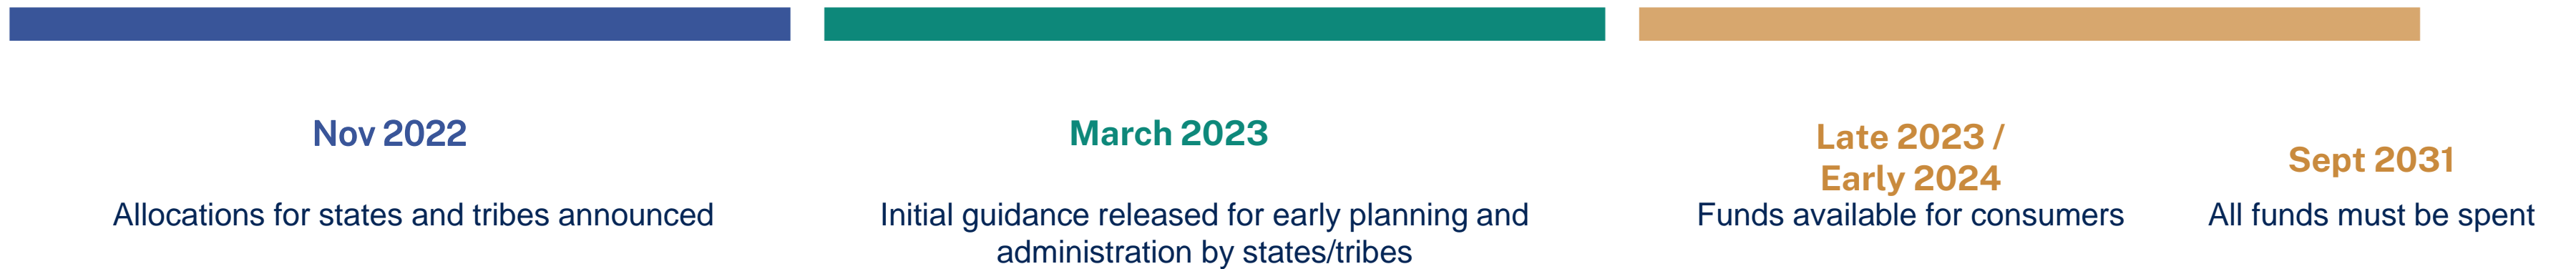 Nov 2022
Allocations for states and tribes announced
March 2023
Initial guidance released for early planning and
administration by states/tribes
Late 2023 /
Early 2024
Funds available for consumers
Sept 2031
All funds must be spent